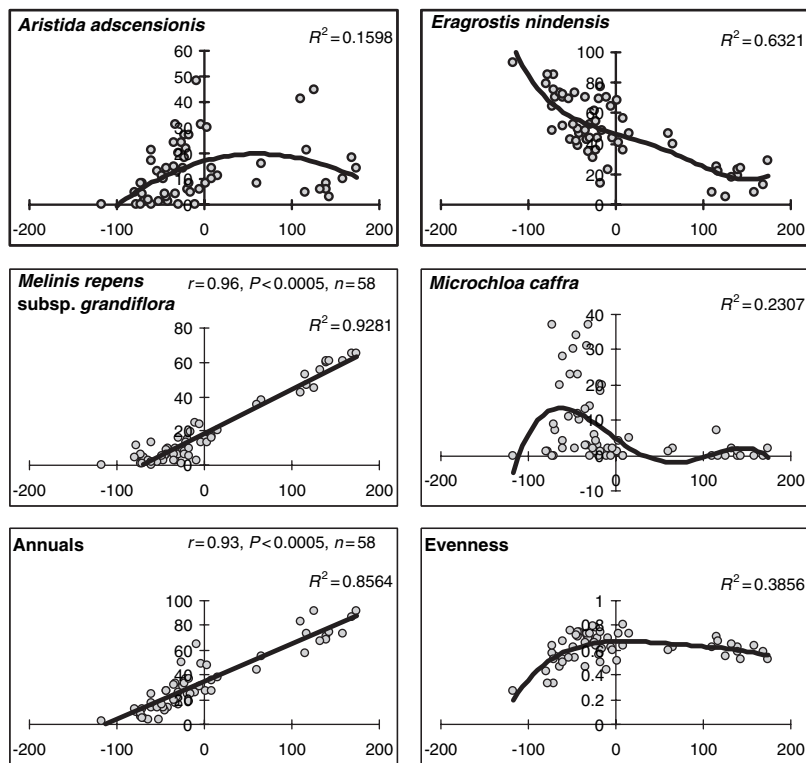 Aristida adscensionis
R² = 0.1598
60
50
40
30
20
10
0
-200 -100 0 100 200
Eragrostis nindensis
R² = 0.6321
100
80
60
40
20
0
-200 -100 0 100 200
Melinis repens r = 0.96, P < 0.0005, n = 58
subsp. grandiflora
R² = 0.9281
80
60
40
20
0
-200 -100 0 100 200
Microchloa caffra
R² = 0.2307
40
30
20
10
0
-10
-200 -100 0 100 200
Annuals r = 0.93, P < 0.0005, n = 58
R² = 0.8564
100
80
60
40
20
0
-200 -100 0 100 200
Evenness
R² = 0.3856
1
0.8
0.6
0.4
0.2
0
-200 -100 0 100 200